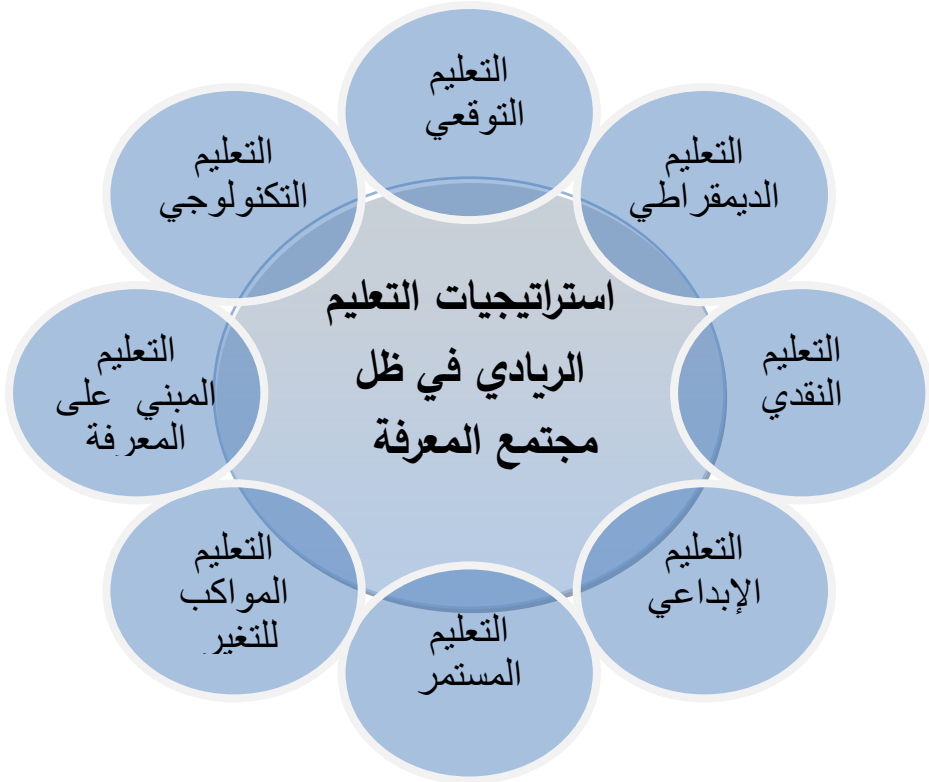 التعليم
التوقعي
التعليم
الديمقراطي
التعليم
النقدي
التعليم
الإبداعي
التعليم
المستمر
التعليم
المواكب
للتغير
التعليم
المبني على
المعرفة
التعليم
التكنولوجي
استراتيجيات التعليم
الريادي في ظل
مجتمع المعرفة